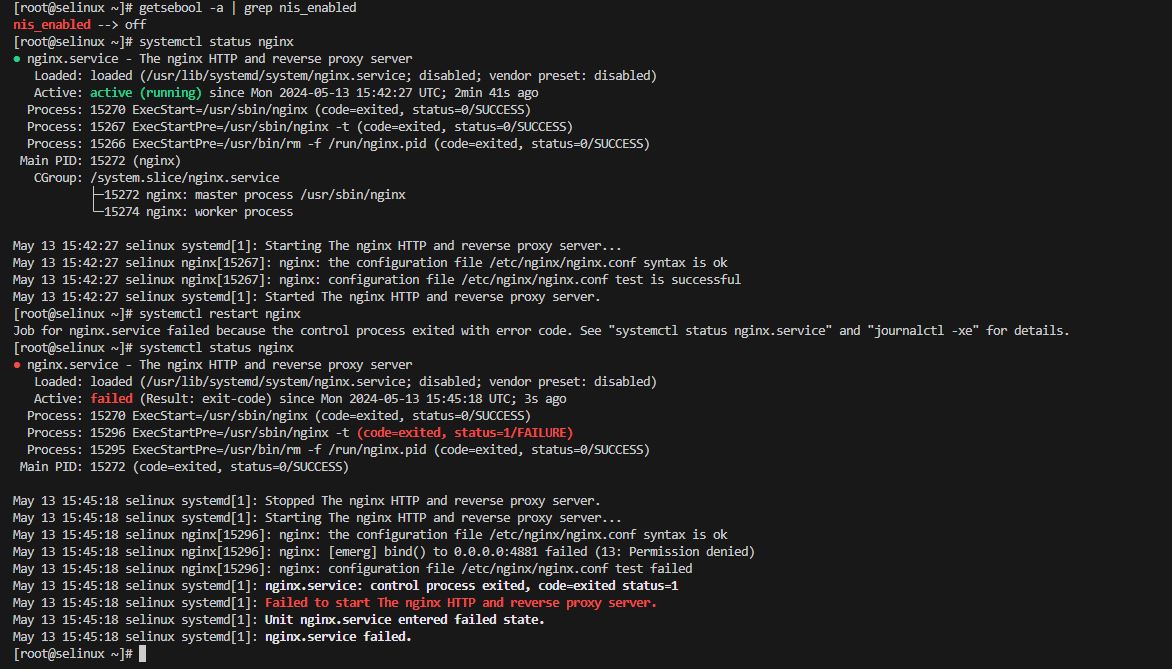 [root@selinux ~]# getsebool -a | grep nis_enabled
nis_enabled --> off
[root@selinux ~]# systemctl status nginx
● nginx.service - The nginx HTTP and reverse proxy server
   Loaded: loaded (/usr/lib/systemd/system/nginx.service; disabled; vendor preset: disabled)
   Active: active (running) since Mon 2024-05-13 15:42:27 UTC; 2min 41s ago
  Process: 15270 ExecStart=/usr/sbin/nginx (code=exited, status=0/SUCCESS)
  Process: 15267 ExecStartPre=/usr/sbin/nginx -t (code=exited, status=0/SUCCESS)
  Process: 15266 ExecStartPre=/usr/bin/rm -f /run/nginx.pid (code=exited, status=0/SUCCESS)
 Main PID: 15272 (nginx)
   CGroup: /system.slice/nginx.service
           ├─15272 nginx: master process /usr/sbin/nginx
           └─15274 nginx: worker process

May 13 15:42:27 selinux systemd[1]: Starting The nginx HTTP and reverse proxy server...
May 13 15:42:27 selinux nginx[15267]: nginx: the configuration file /etc/nginx/nginx.conf syntax is ok
May 13 15:42:27 selinux nginx[15267]: nginx: configuration file /etc/nginx/nginx.conf test is successful
May 13 15:42:27 selinux systemd[1]: Started The nginx HTTP and reverse proxy server.
[root@selinux ~]# systemctl restart nginx
Job for nginx.service failed because the control process exited with error code. See "systemctl status nginx.service" and "journalctl -xe" for details.
[root@selinux ~]# systemctl status nginx
● nginx.service - The nginx HTTP and reverse proxy server
   Loaded: loaded (/usr/lib/systemd/system/nginx.service; disabled; vendor preset: disabled)
   Active: failed (Result: exit-code) since Mon 2024-05-13 15:45:18 UTC; 3s ago
  Process: 15270 ExecStart=/usr/sbin/nginx (code=exited, status=0/SUCCESS)
  Process: 15296 ExecStartPre=/usr/sbin/nginx -t (code=exited, status=1/FAILURE)
  Process: 15295 ExecStartPre=/usr/bin/rm -f /run/nginx.pid (code=exited, status=0/SUCCESS)
 Main PID: 15272 (code=exited, status=0/SUCCESS)

May 13 15:45:18 selinux systemd[1]: Stopped The nginx HTTP and reverse proxy server.
May 13 15:45:18 selinux systemd[1]: Starting The nginx HTTP and reverse proxy server...
May 13 15:45:18 selinux nginx[15296]: nginx: the configuration file /etc/nginx/nginx.conf syntax is ok
May 13 15:45:18 selinux nginx[15296]: nginx: [emerg] bind() to 0.0.0.0:4881 failed (13: Permission denied)
May 13 15:45:18 selinux nginx[15296]: nginx: configuration file /etc/nginx/nginx.conf test failed
May 13 15:45:18 selinux systemd[1]: nginx.service: control process exited, code=exited status=1
May 13 15:45:18 selinux systemd[1]: Failed to start The nginx HTTP and reverse proxy server.
May 13 15:45:18 selinux systemd[1]: Unit nginx.service entered failed state.
May 13 15:45:18 selinux systemd[1]: nginx.service failed.
[root@selinux ~]#